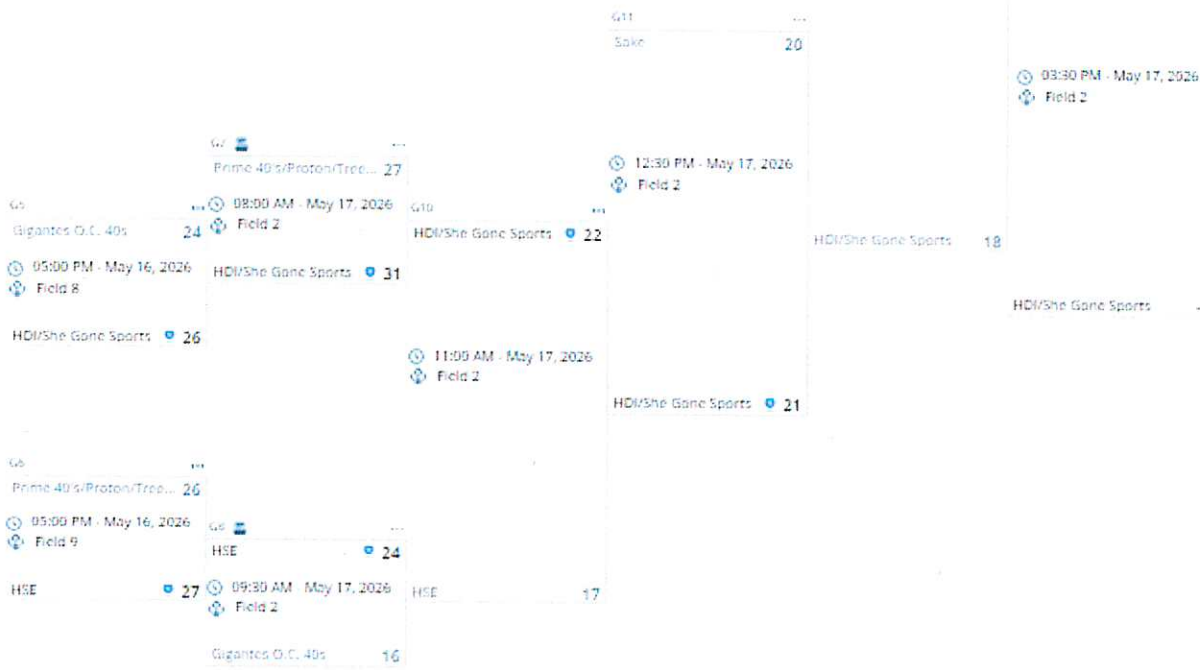 G5
Gigantes O.C. 40s 24
05:00 PM - May 16, 2026
Field 8
HDI/She Gone Sports 26
G6
Prime 40's/Proton/Tree... 26
05:00 PM - May 16, 2026
Field 9
HSE 27
G7
Prime 40's/Proton/Tree... 27
08:00 AM - May 17, 2026
Field 2
HDI/She Gone Sports 31
G8
HSE 24
09:30 AM - May 17, 2026
Field 2
Gigantes O.C. 40s 16
G10
HDI/She Gone Sports 22
11:00 AM - May 17, 2026
Field 2
HSE 17
G11
Sake 20
12:30 PM - May 17, 2026
Field 2
HDI/She Gone Sports 21
HDI/She Gone Sports 18
03:30 PM - May 17, 2026
Field 2
HDI/She Gone Sports -